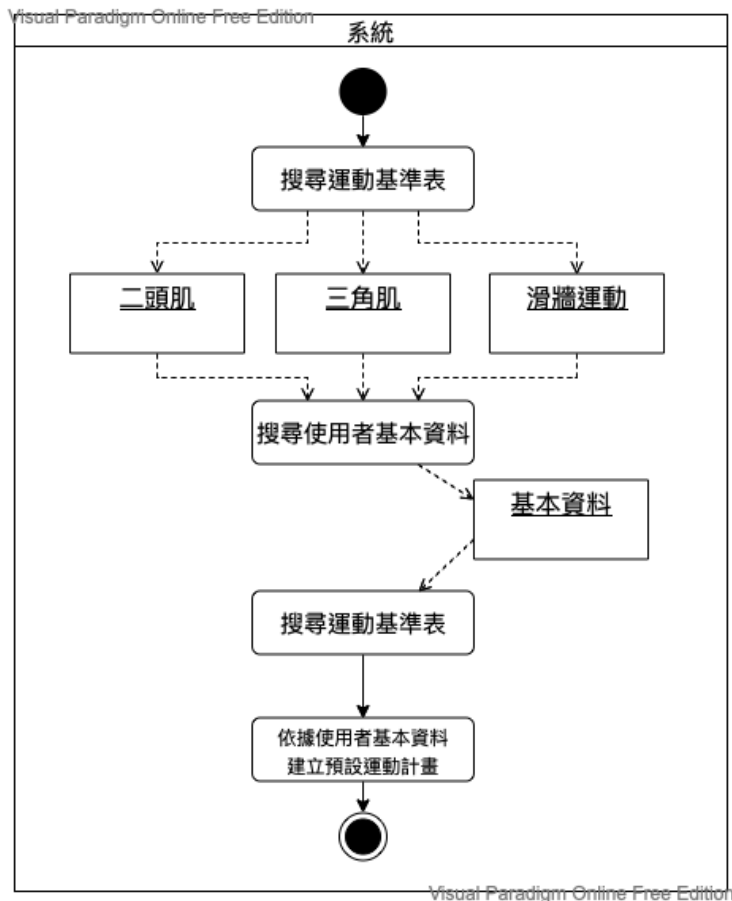 Visual Paradigm Online Free Edition
系統
搜尋運動基準表
二頭肌
三角肌
滑牆運動
搜尋使用者基本資料
基本資料
搜尋運動基準表
依據使用者基本資料
建立預設運動計畫
Visual Paradigm Online Free Edition